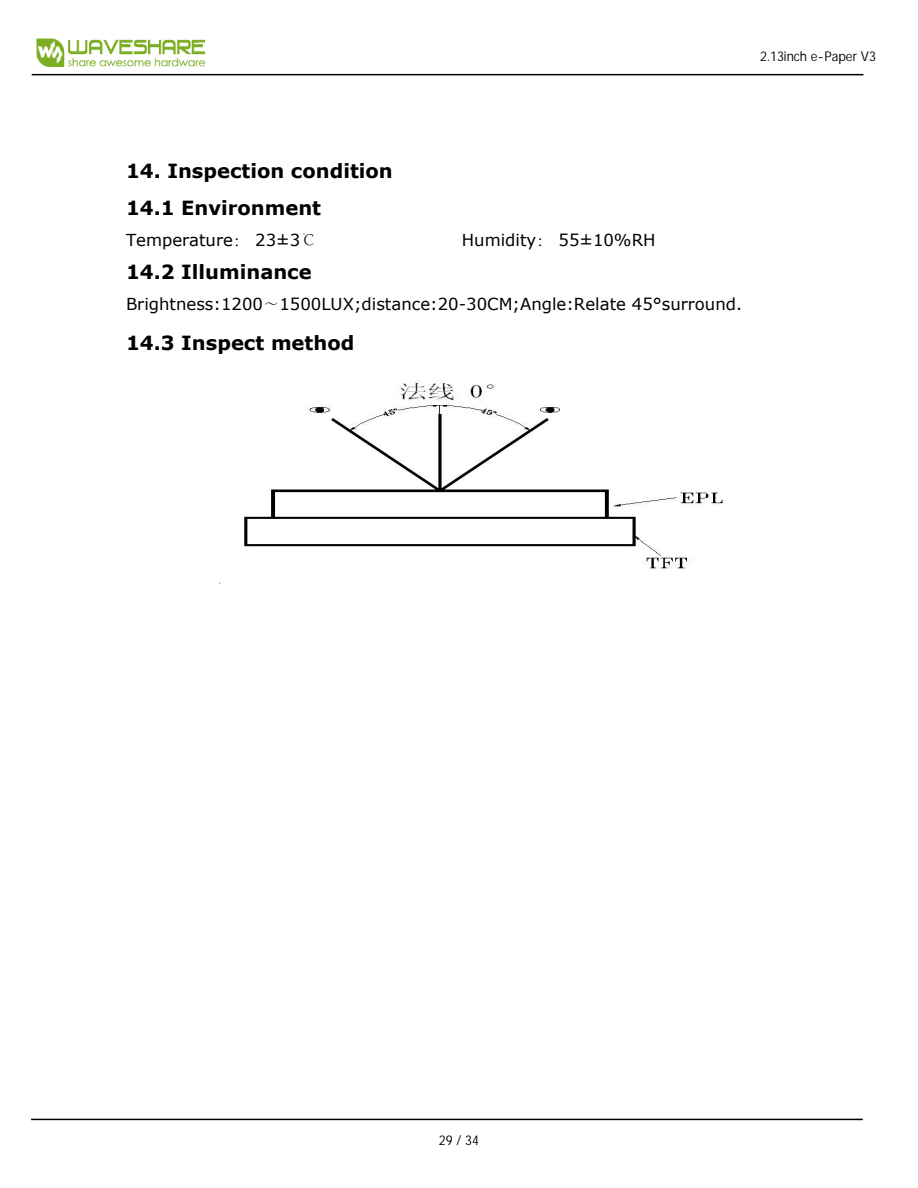 WAVESHARE
share awesome hardware
2.13inch e-Paper V3
14. Inspection condition
14.1 Environment
Temperature： 23±3℃ Humidity： 55±10%RH
14.2 Illuminance
Brightness:1200～1500LUX;distance:20-30CM;Angle:Relate 45°surround.
14.3 Inspect method
法线 0°
45° 45°
EPL
TFT
29 / 34